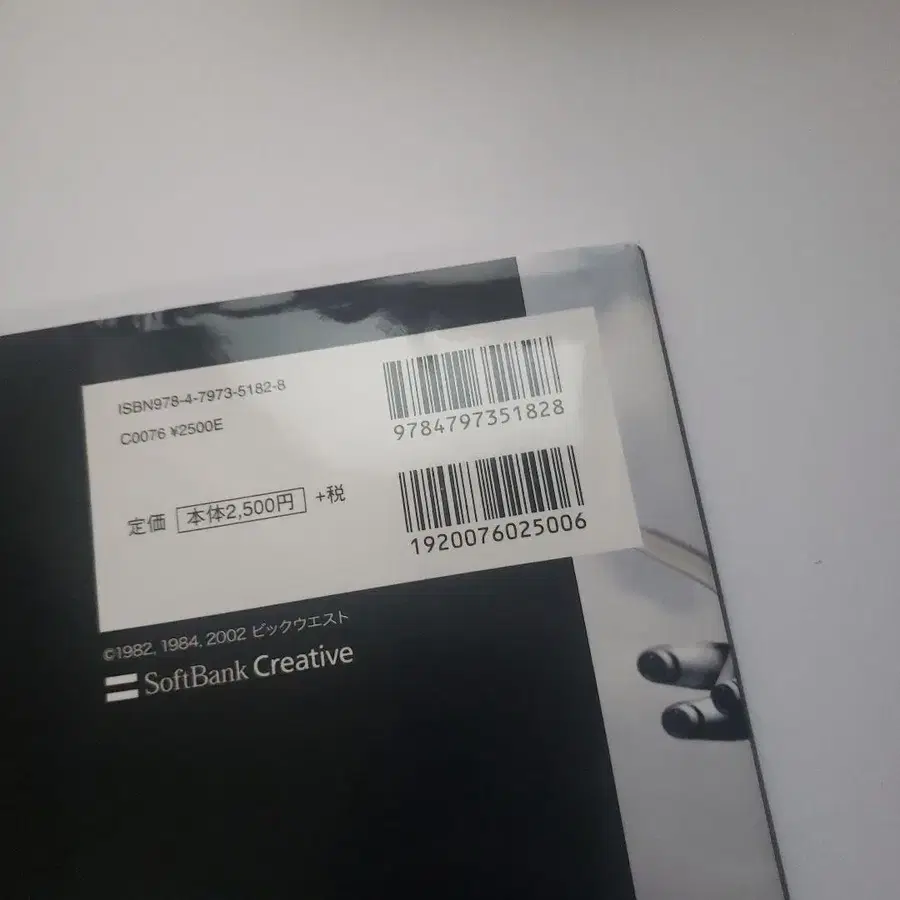 ISBN978-4-7973-5182-8
C0076 ¥2500E
定価 本体2,500円 +税
9784797351828
1920076025006
©1982, 1984, 2002 ビックウエスト
SoftBank Creative